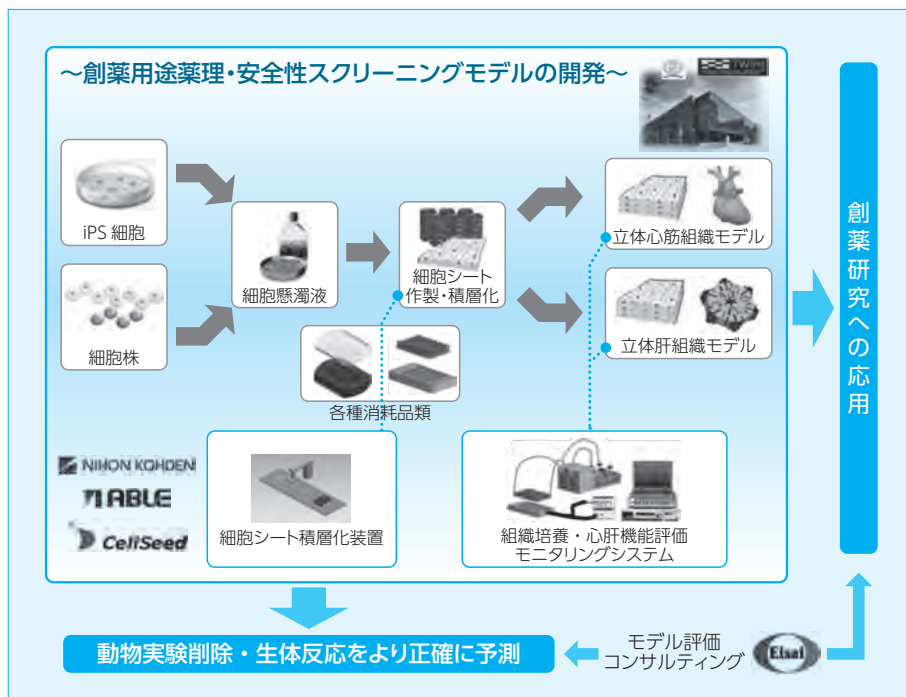 ～創薬用途薬理・安全性スクリーニングモデルの開発～
TWIns
iPS 細胞
細胞株
細胞懸濁液
細胞シート
作製・積層化
各種消耗品類
立体心筋組織モデル
立体肝組織モデル
創薬研究への応用
NIHON KOHDEN
ABLE
CellSeed
細胞シート積層化装置
組織培養・心肝機能評価
モニタリングシステム
動物実験削除・生体反応をより正確に予測
モデル評価
コンサルティング
Eisai